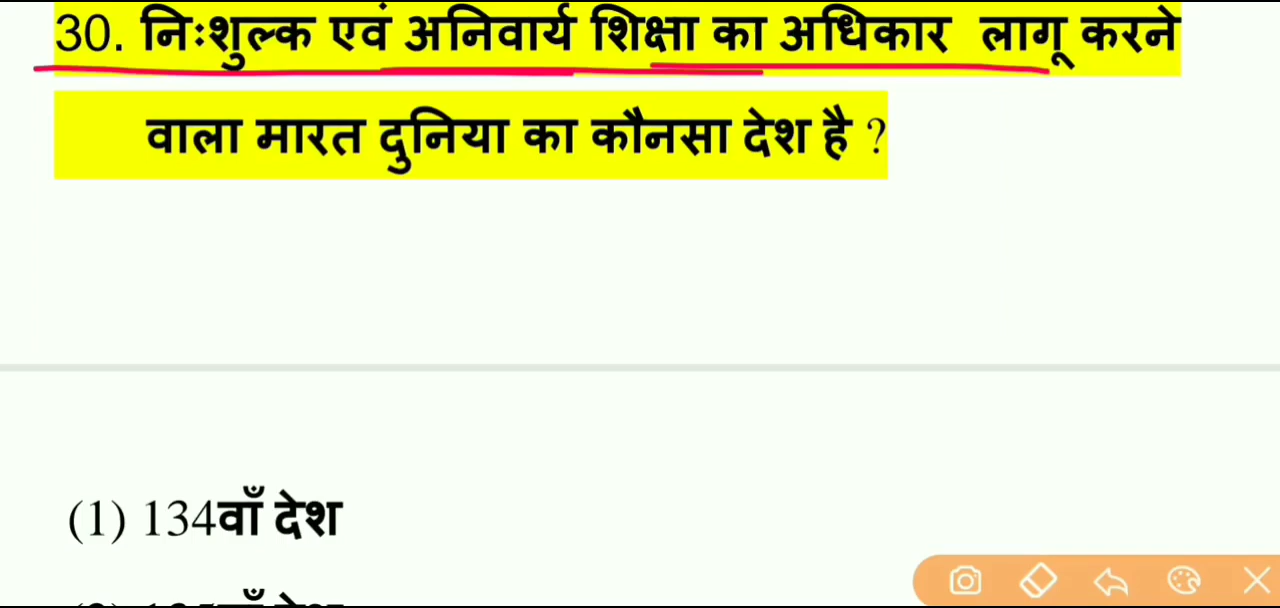 30. निःशुल्क एवं अनिवार्य शिक्षा का अधिकार लागू करने
वाला भारत दुनिया का कौनसा देश है ?
(1) 134वाँ देश